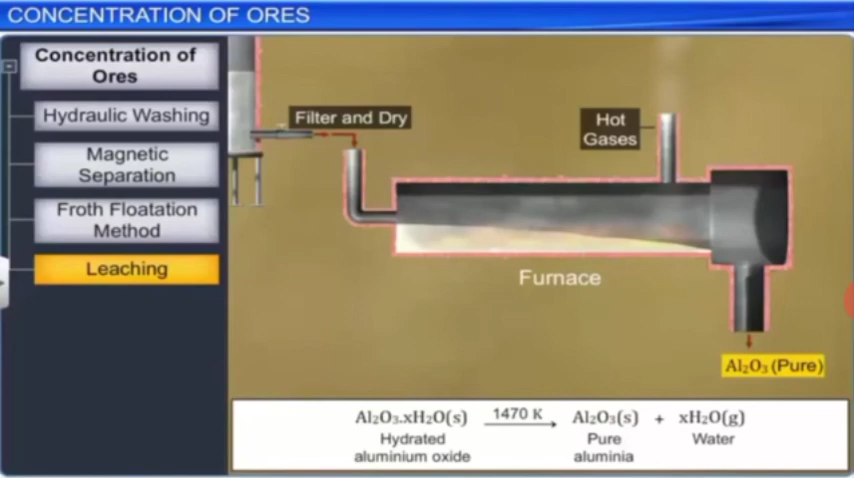 CONCENTRATION OF ORES
Concentration of
Ores
Hydraulic Washing
Magnetic
Separation
Froth Floatation
Method
Leaching
Filter and Dry
Hot
Gases
Furnace
Al₂O₃ (Pure)
Al₂O₃.xH₂O(s) 1470 K Al₂O₃(s) + xH₂O(g)
Hydrated Pure Water
aluminium oxide aluminia